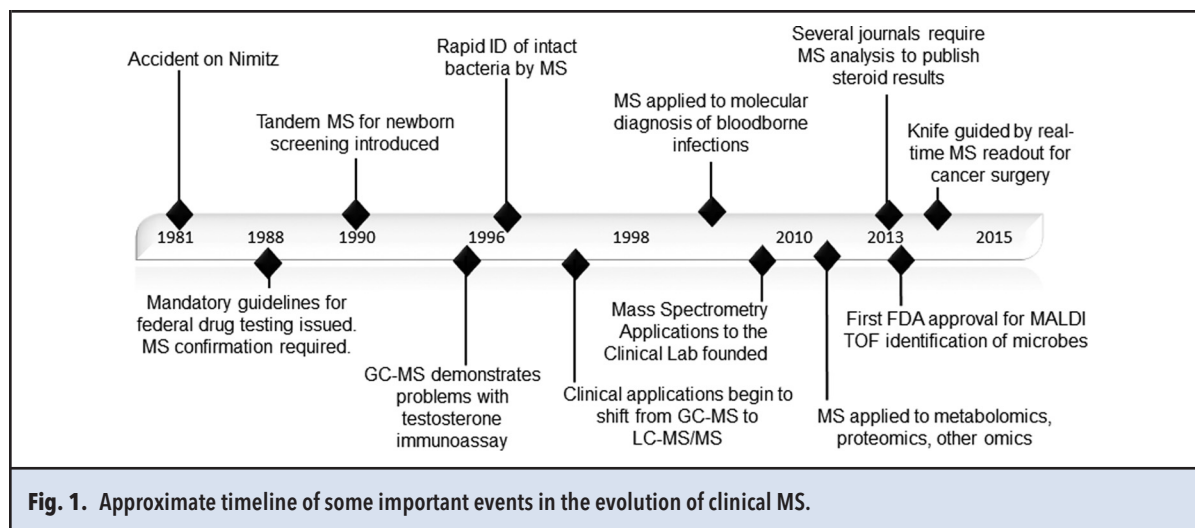 Accident on Nimitz
Tandem MS for newborn
screening introduced
Rapid ID of intact
bacteria by MS
MS applied to molecular
diagnosis of bloodborne
infections
Several journals require
MS analysis to publish
steroid results
Knife guided by real-
time MS readout for
cancer surgery
1981 1988 1990 1996 1998 2010 2013 2015
Mandatory guidelines for
federal drug testing issued.
MS confirmation required.
GC-MS demonstrates
problems with
testosterone
immunoassay
Clinical applications begin to
shift from GC-MS to
LC-MS/MS
Mass Spectrometry
Applications to the
Clinical Lab founded
MS applied to metabolomics,
proteomics, other omics
First FDA approval for MALDI
TOF identification of microbes
Fig. 1. Approximate timeline of some important events in the evolution of clinical MS.